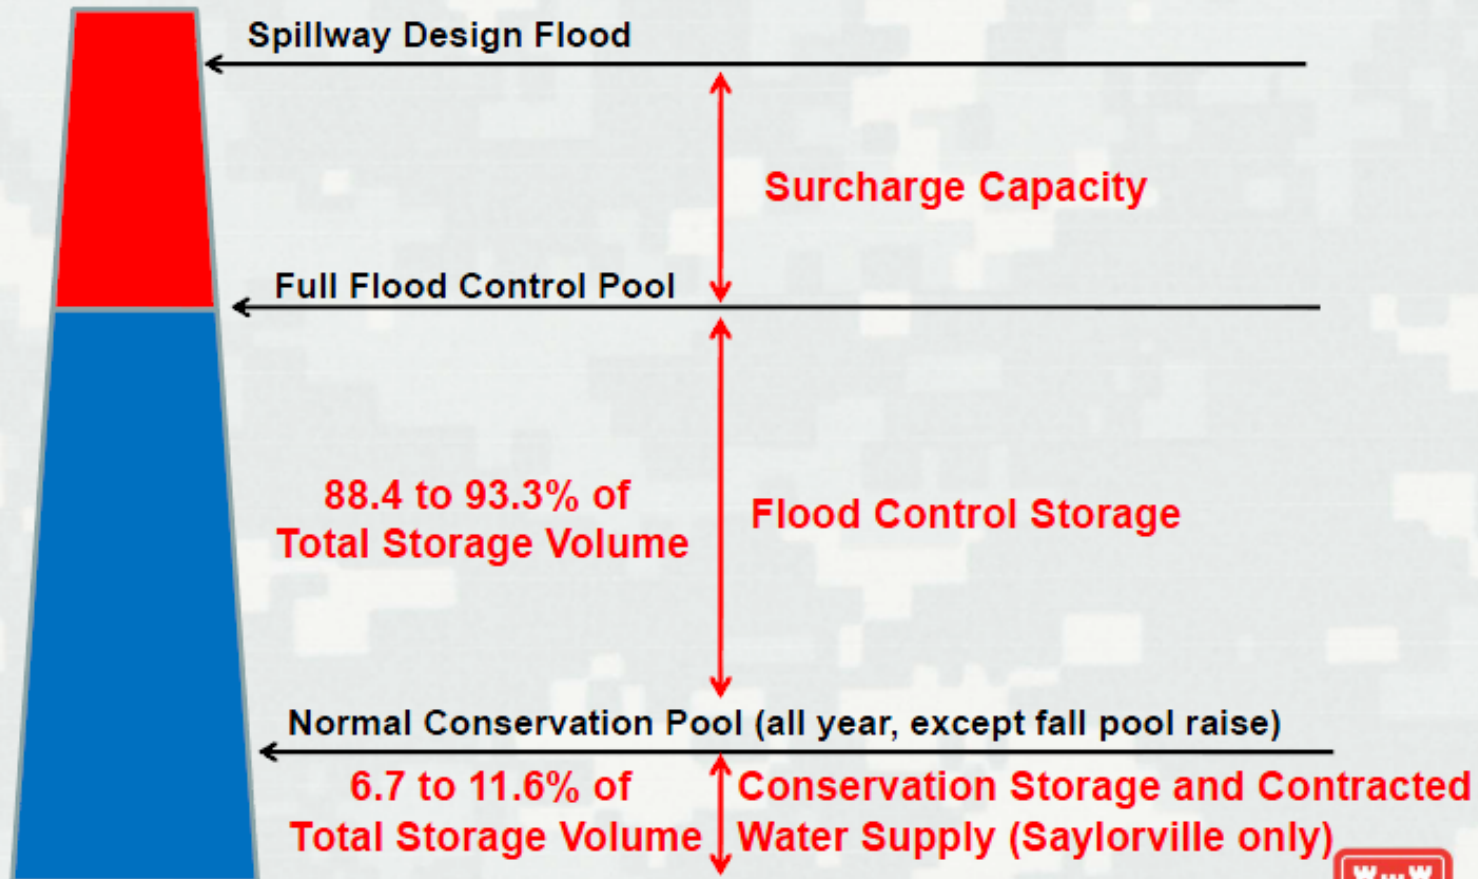 Spillway Design Flood
Surcharge Capacity
Full Flood Control Pool
88.4 to 93.3% of
Total Storage Volume
Flood Control Storage
Normal Conservation Pool (all year, except fall pool raise)
6.7 to 11.6% of
Total Storage Volume
Conservation Storage and Contracted
Water Supply (Saylorville only)